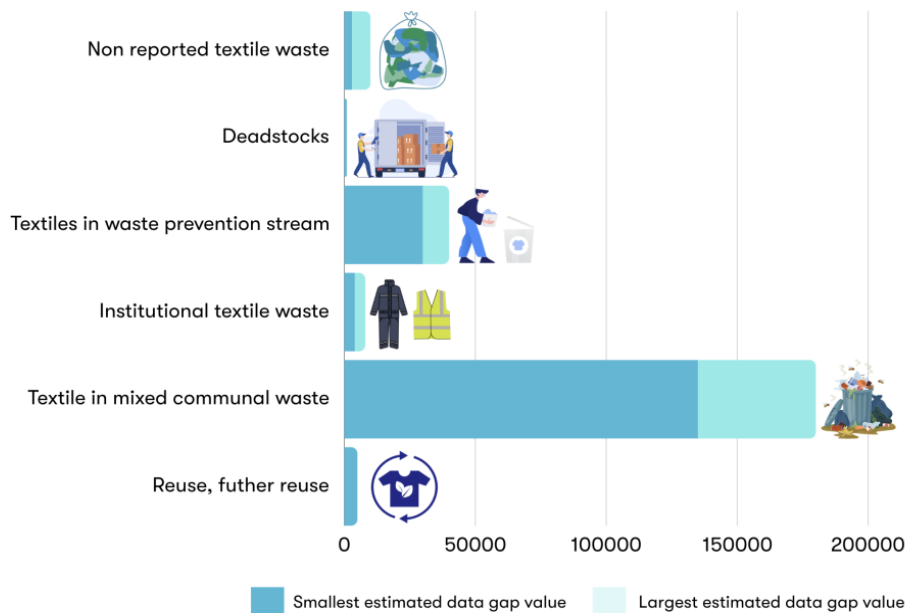 Non reported textile waste
Deadstocks
Textiles in waste prevention stream
Institutional textile waste
Textile in mixed communal waste
Reuse, futher reuse
0 50000 100000 150000 200000
Smallest estimated data gap value Largest estimated data gap value